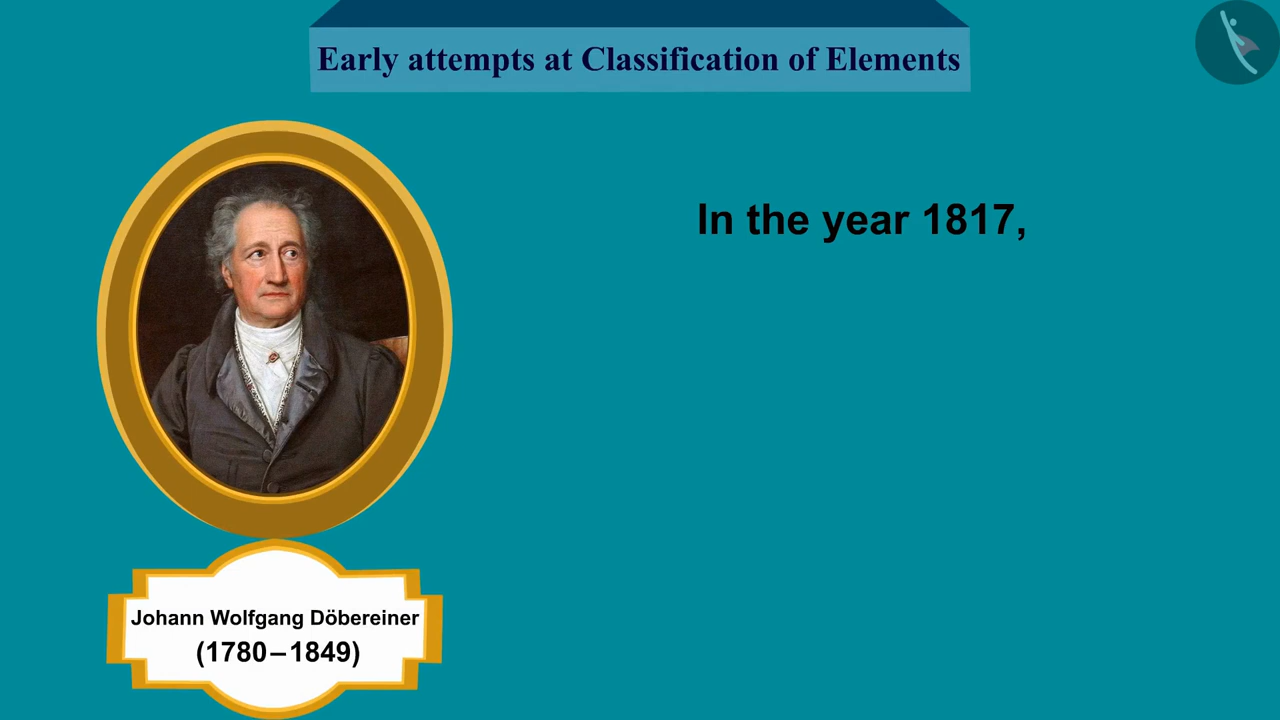 Early attempts at Classification of Elements
In the year 1817,
Johann Wolfgang Döbereiner
(1780–1849)